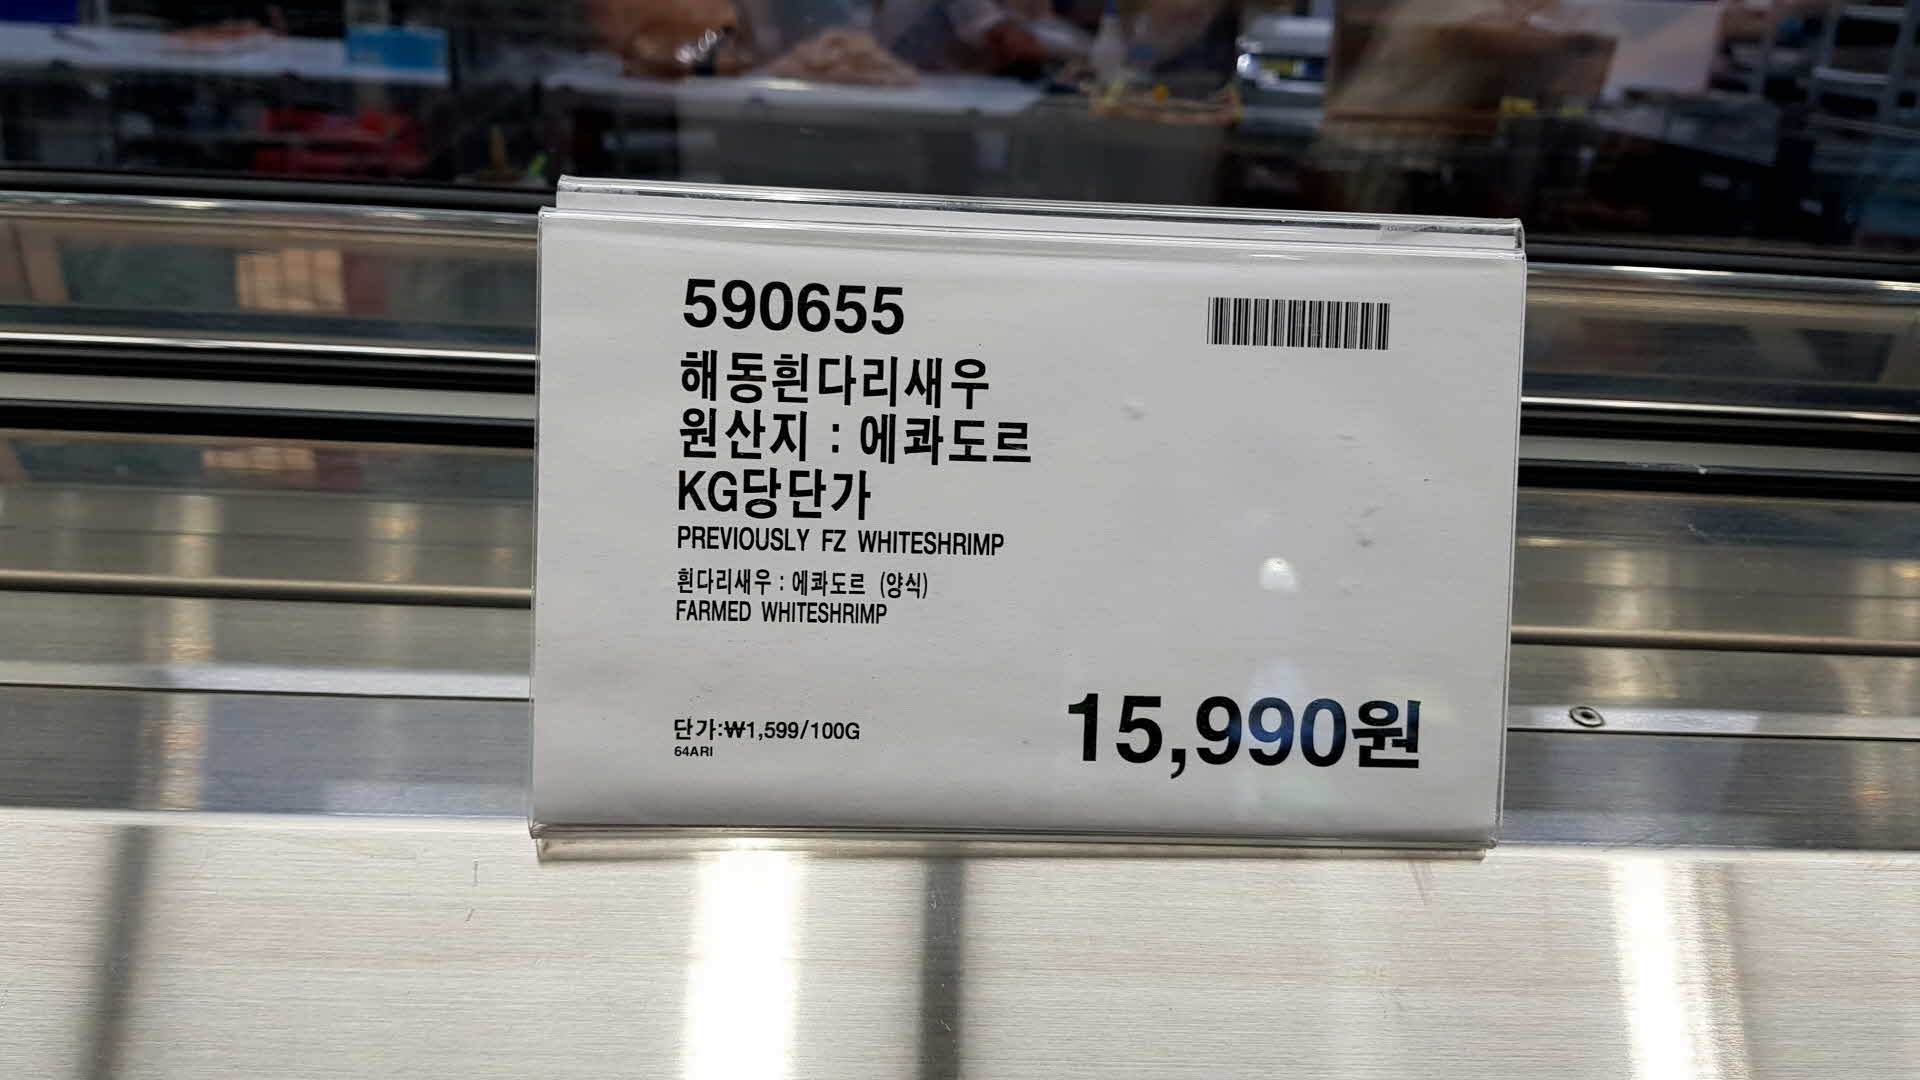 590655
해동흰다리새우
원산지 : 에콰도르
KG당단가
PREVIOUSLY FZ WHITESHRIMP
흰다리새우 : 에콰도르 (양식)
FARMED WHITESHRIMP
단가:₩1,599/100G
64ARI
15,990원